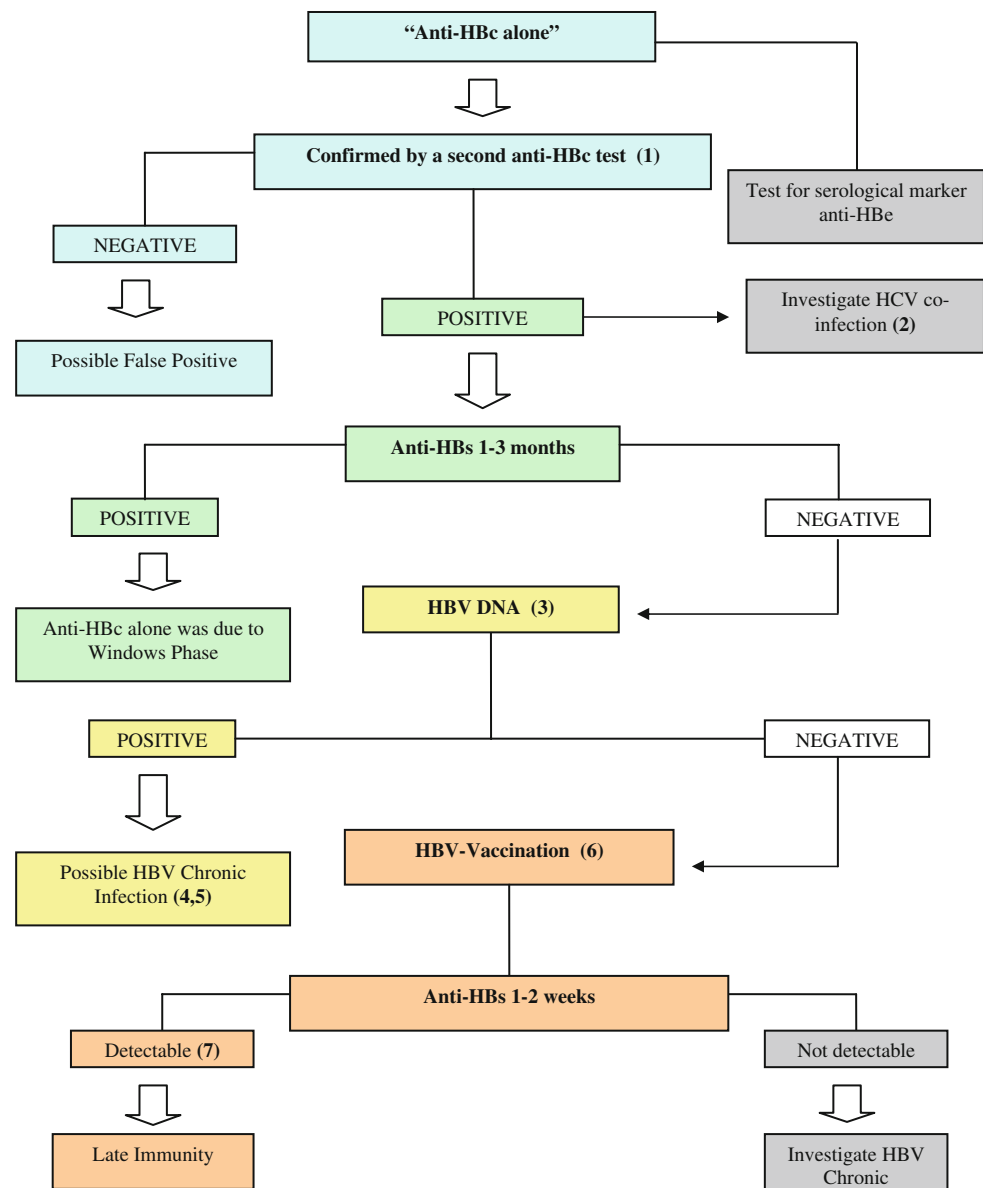 “Anti-HBc alone”
Confirmed by a second anti-HBc test (1)
Test for serological marker
anti-HBe
NEGATIVE
POSITIVE
Investigate HCV co-
infection (2)
Possible False Positive
Anti-HBs 1-3 months
POSITIVE
NEGATIVE
HBV DNA (3)
Anti-HBc alone was due to
Windows Phase
POSITIVE
NEGATIVE
HBV-Vaccination (6)
Possible HBV Chronic
Infection (4,5)
Anti-HBs 1-2 weeks
Detectable (7)
Not detectable
Late Immunity
Investigate HBV
Chronic